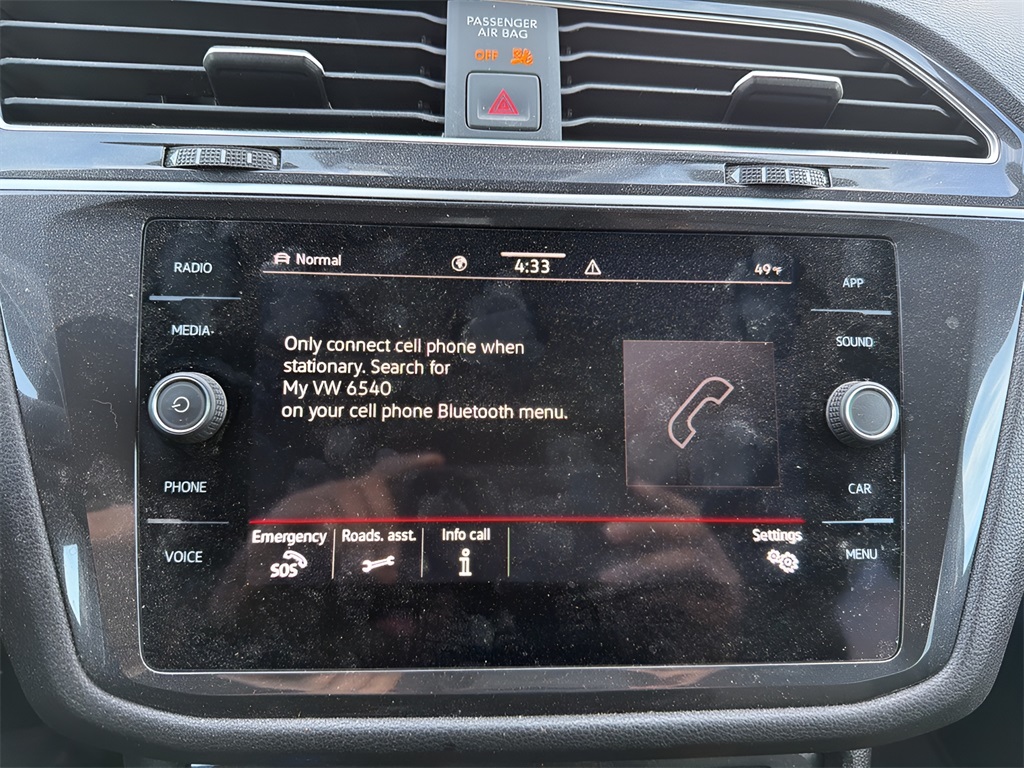 PASSENGER
AIR BAG
OFF
RADIO
Normal
4:33
49°F
APP
MEDIA
SOUND
Only connect cell phone when
stationary. Search for
My VW 6540
on your cell phone Bluetooth menu.
PHONE
CAR
VOICE
Emergency
SOS
Roads. asst.
Info call
i
Settings
MENU